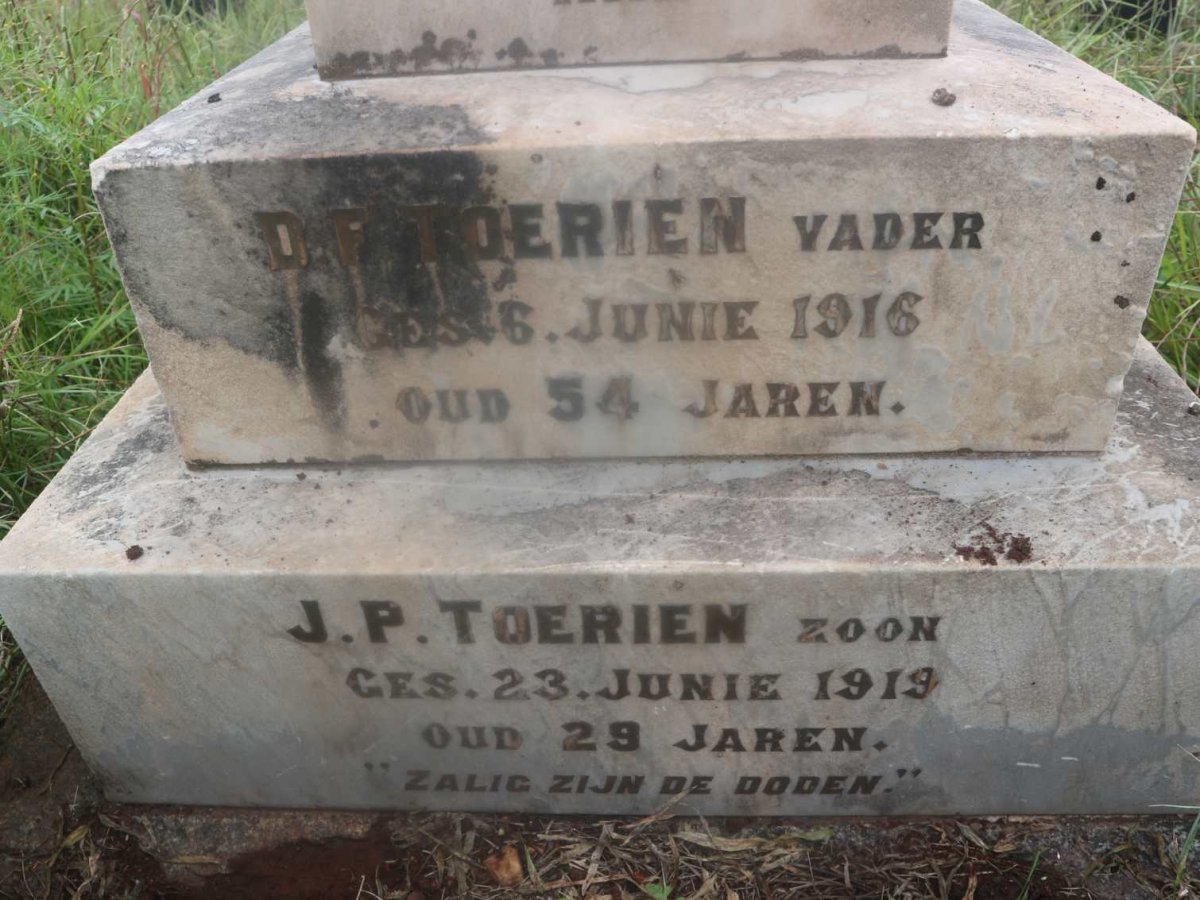 D F TOERIEN VADER
GES. 6. JUNIE 1916
OUD 54 JAREN.
J.P. TOERIEN ZOON
GES. 23. JUNIE 1919
OUD 29 JAREN.
"ZALIG ZIJN DE DODEN."